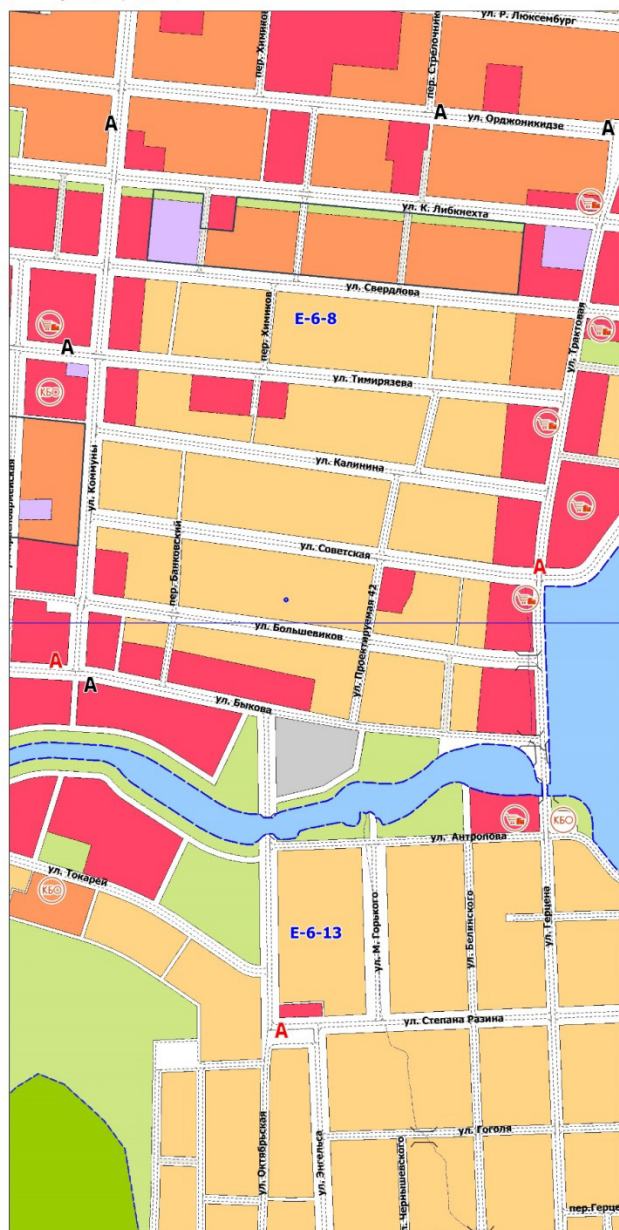 ул. Р. Люксембург
пер. Химиков
пер. Стрелочников
А
А
ул. Орджоникидзе
А
ул. К. Либкнехта
ул. Свердлова
Е-6-8
пер. Химиков
ул. Трактовая
А
ул. Тимирязева
КБО
ул. Коммуны
ул. Калинина
пер. Банковский
ул. Советская
А
ул. Проектируемая 42
ул. Большевиков
А
А
ул. Быкова
КБО
ул. Антропова
ул. Токарей
КБО
ул. М. Горького
ул. Белинского
ул. Герцена
Е-6-13
ул. Степана Разина
А
ул. Октябрьская
ул. Энгельса
ул. Гоголя
Чернышевского
пер.Герце